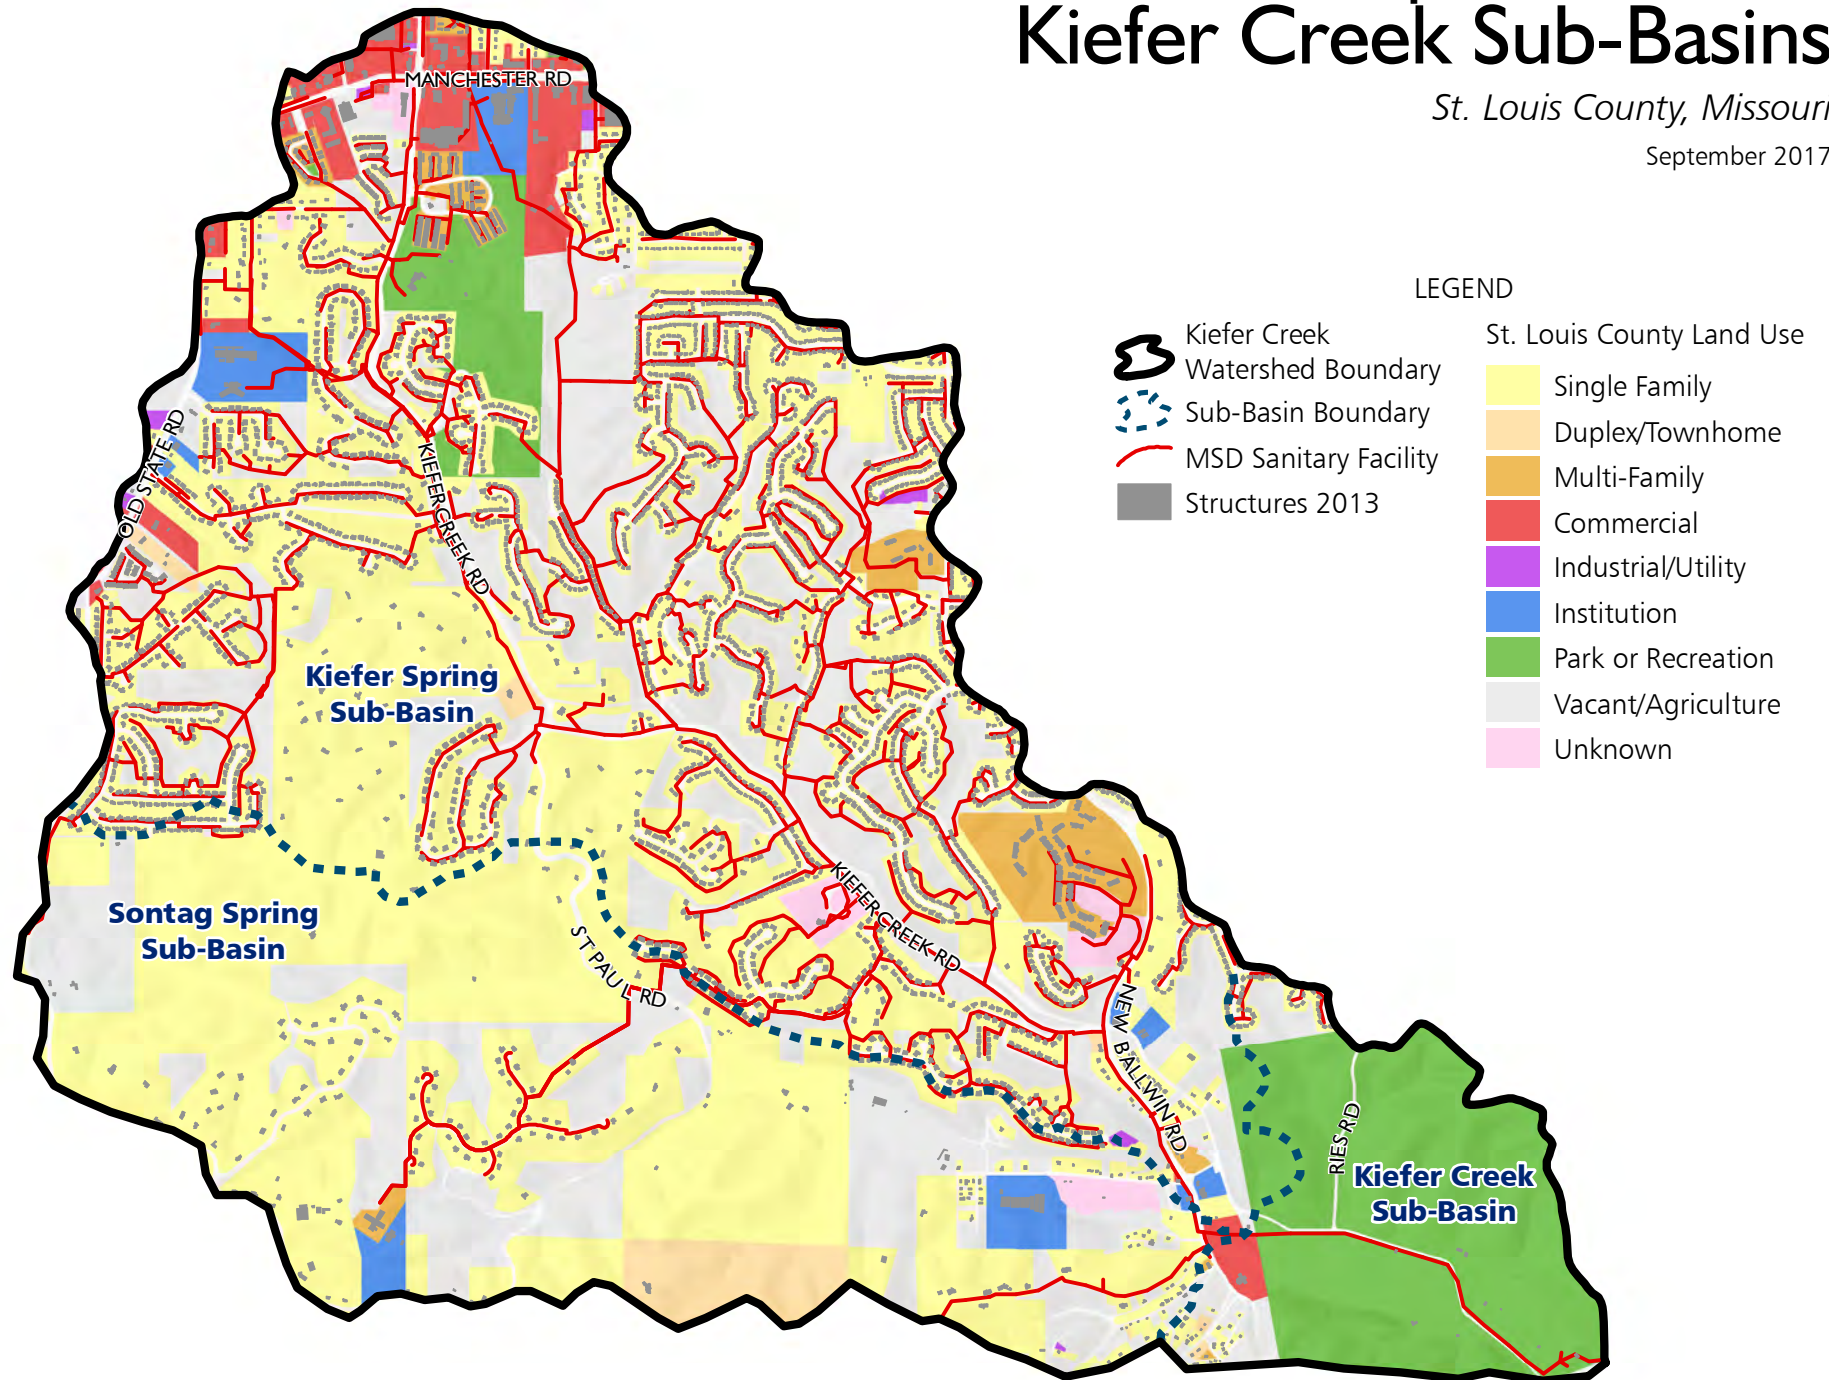 Kiefer Creek Sub-Basins
St. Louis County, Missouri
September 2017
MANCHESTER RD
OLD STATE RD
KIEFER CREEK RD
Kiefer Spring
Sub-Basin
Sontag Spring
Sub-Basin
ST PAUL RD
KIEFER CREEK RD
NEW BALLWIN RD
RIES RD
Kiefer Creek
Sub-Basin
LEGEND
Kiefer Creek
Watershed Boundary
Sub-Basin Boundary
MSD Sanitary Facility
Structures 2013
St. Louis County Land Use
Single Family
Duplex/Townhome
Multi-Family
Commercial
Industrial/Utility
Institution
Park or Recreation
Vacant/Agriculture
Unknown